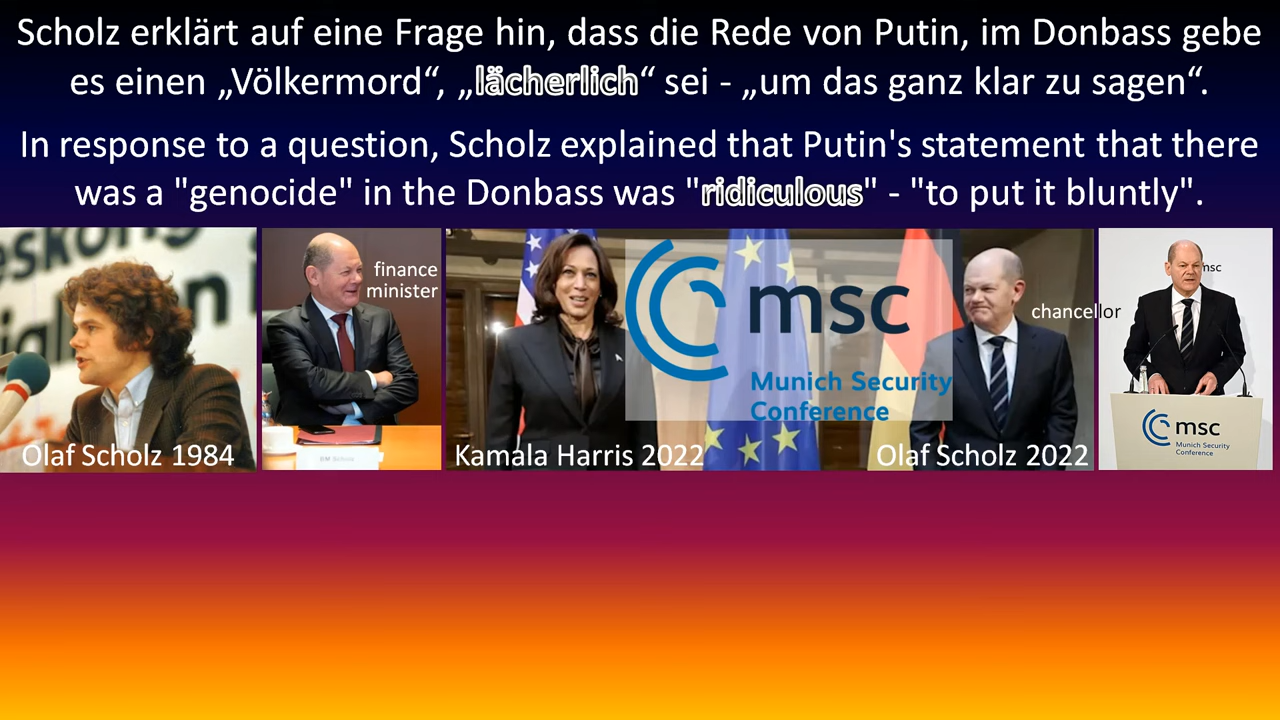 Scholz erklärt auf eine Frage hin, dass die Rede von Putin, im Donbass gebe
es einen „Völkermord“, „lächerlich“ sei - „um das ganz klar zu sagen“.
In response to a question, Scholz explained that Putin's statement that there
was a "genocide" in the Donbass was "ridiculous" - "to put it bluntly".
finance
minister
msc
Munich Security
Conference
chancellor
msc
msc
Munich Security
Conference
Olaf Scholz 1984
BM Scholz
Kamala Harris 2022
Olaf Scholz 2022